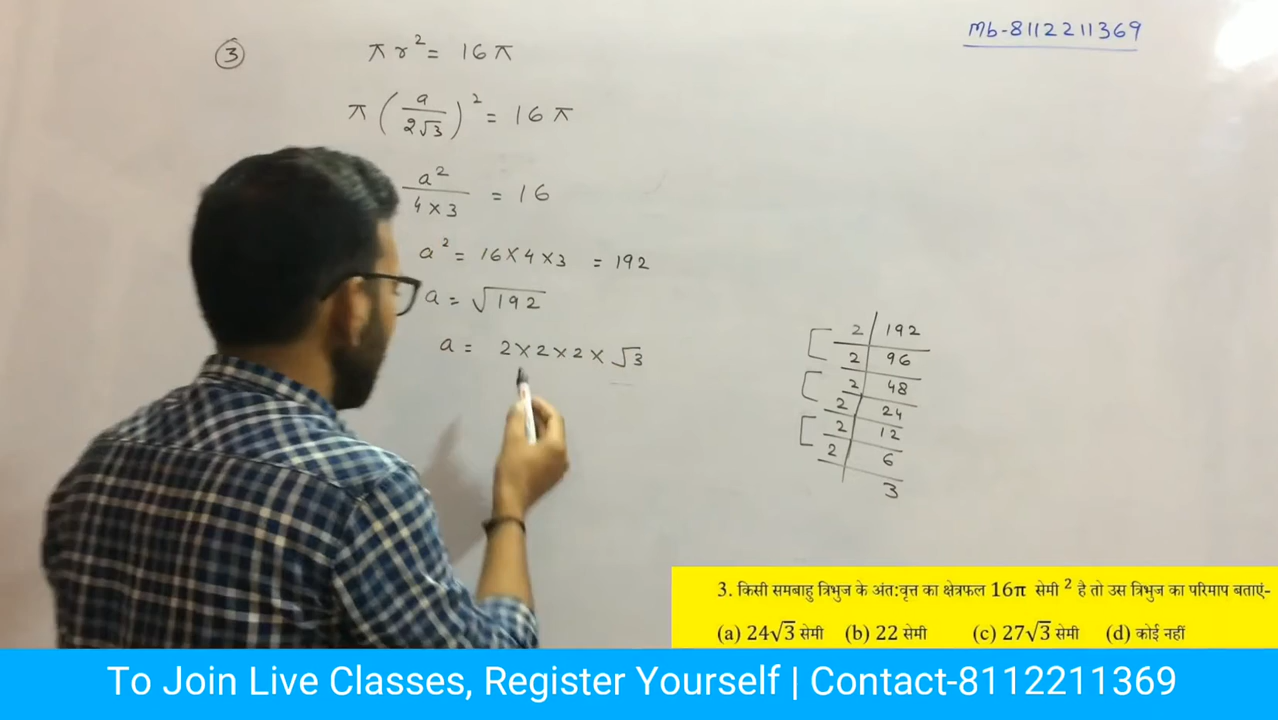 Mb-8112211369
③ πr² = 16π
π(a/2√3)² = 16π
a²/4×3 = 16
a² = 16×4×3 = 192
a = √192
a = 2×2×2×√3
2 | 192
2 | 96
2 | 48
2 | 24
2 | 12
2 | 6
3
3. किसी समबाहु त्रिभुज के अंत:वृत्त का क्षेत्रफल 16π सेमी ² है तो उस त्रिभुज का परिमाप बताएं-
(a) 24√3 सेमी (b) 22 सेमी (c) 27√3 सेमी (d) कोई नहीं
To Join Live Classes, Register Yourself | Contact-8112211369